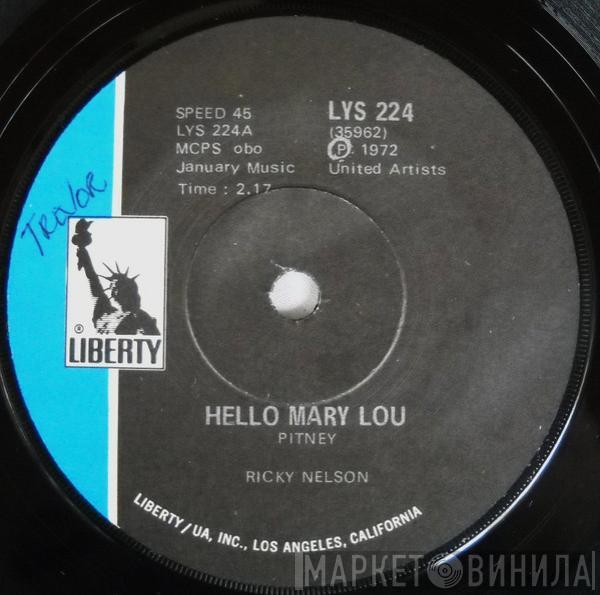 SPEED 45
LYS 224A
MCPS obo
January Music
Time : 2.17
LYS 224
(35962)
Ⓟ: 1972
United Artists
TREVOR
® LIBERTY
HELLO MARY LOU
PITNEY
RICKY NELSON
LIBERTY/UA, INC., LOS ANGELES, CALIFORNIA
МАРКЕТ ВИНИЛА